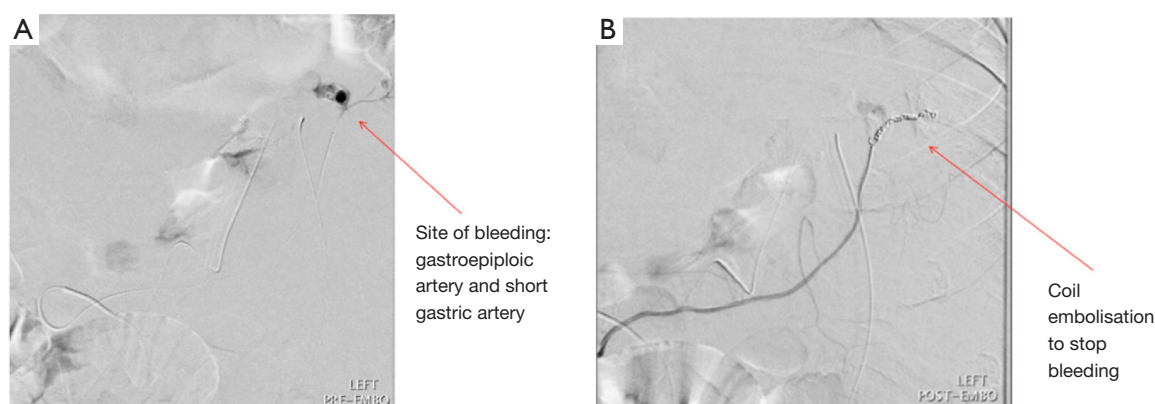 A
B
Site of bleeding:
gastroepiploic
artery and short
gastric artery
Coil
embolisation
to stop
bleeding
LEFT
PRE-EMBO
LEFT
POST-EMBO